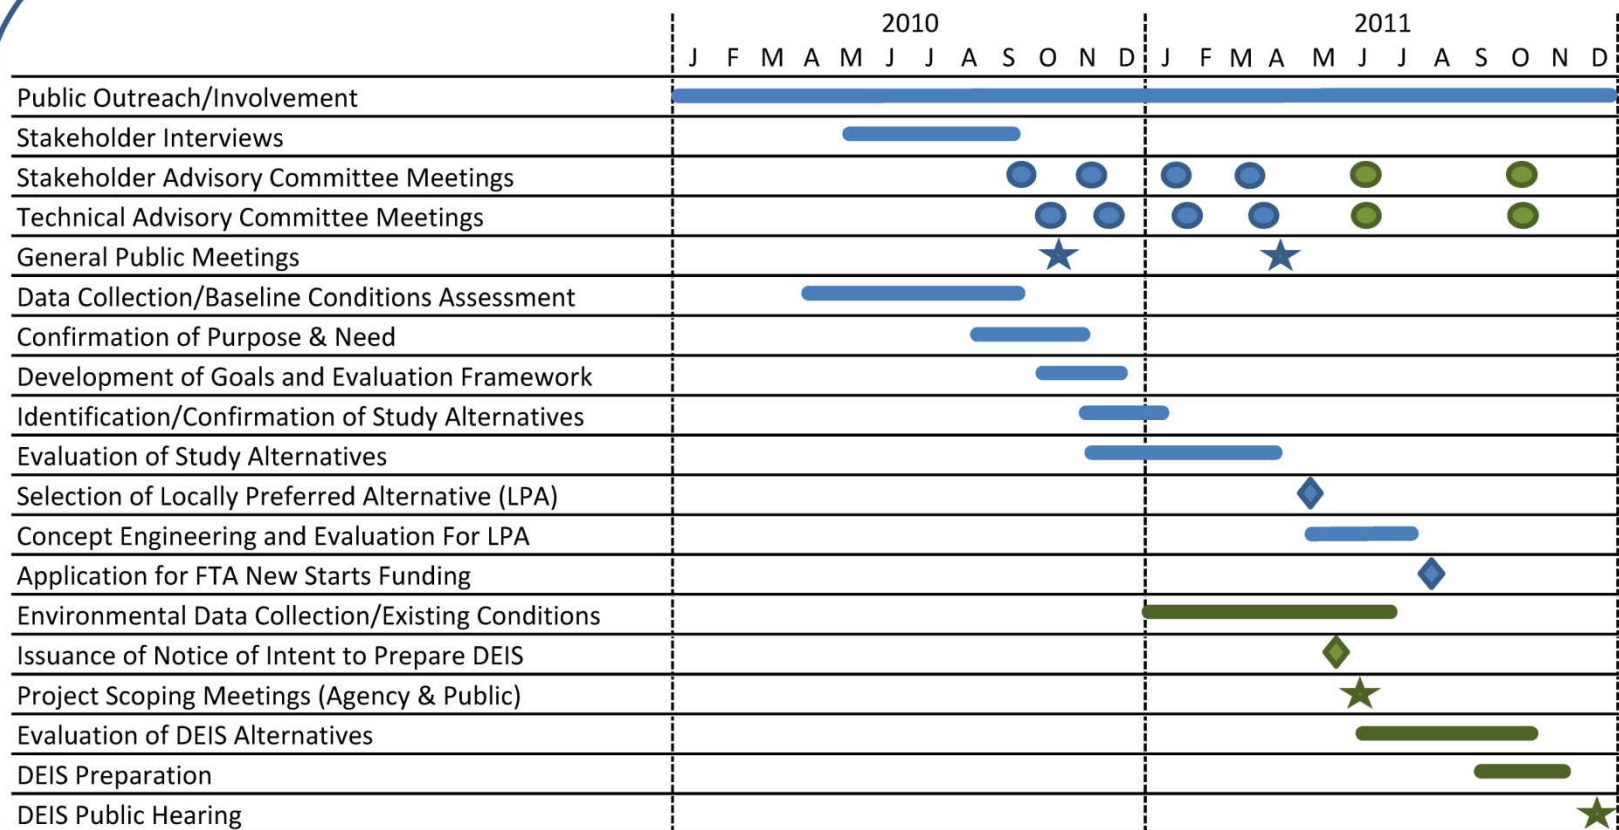 2010 2011
J F M A M J J A S O N D J F M A M J J A S O N D
Public Outreach/Involvement
Stakeholder Interviews
Stakeholder Advisory Committee Meetings
Technical Advisory Committee Meetings
General Public Meetings
Data Collection/Baseline Conditions Assessment
Confirmation of Purpose & Need
Development of Goals and Evaluation Framework
Identification/Confirmation of Study Alternatives
Evaluation of Study Alternatives
Selection of Locally Preferred Alternative (LPA)
Concept Engineering and Evaluation For LPA
Application for FTA New Starts Funding
Environmental Data Collection/Existing Conditions
Issuance of Notice of Intent to Prepare DEIS
Project Scoping Meetings (Agency & Public)
Evaluation of DEIS Alternatives
DEIS Preparation
DEIS Public Hearing